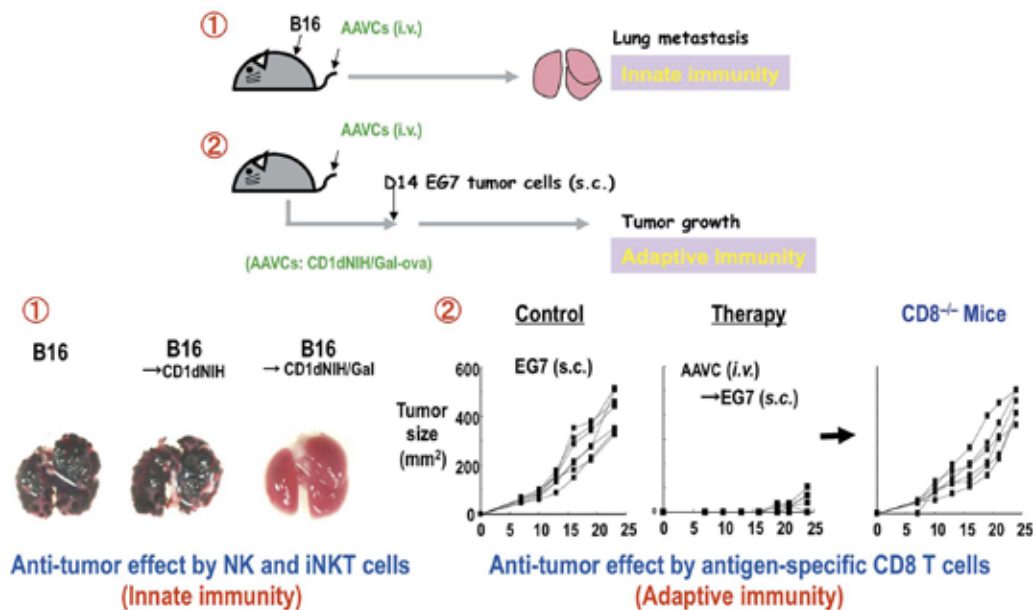 ①
B16
AAVCs (i.v.)
Lung metastasis
Innate immunity
②
AAVCs (i.v.)
D14 EG7 tumor cells (s.c.)
Tumor growth
Adaptive Immunity
(AAVCs: CD1dNIH/Gal-ova)
①
B16
B16
→CD1dNIH
B16
→ CD1dNIH/Gal
Anti-tumor effect by NK and iNKT cells
(Innate immunity)
②
Control
Therapy
CD8–/– Mice
EG7 (s.c.)
AAVC (i.v.)
→EG7 (s.c.)
Tumor
size
(mm²)
600
400
200
0
0 5 10 15 20 25
0 5 10 15 20 25
0 5 10 15 20 25
Anti-tumor effect by antigen-specific CD8 T cells
(Adaptive immunity)